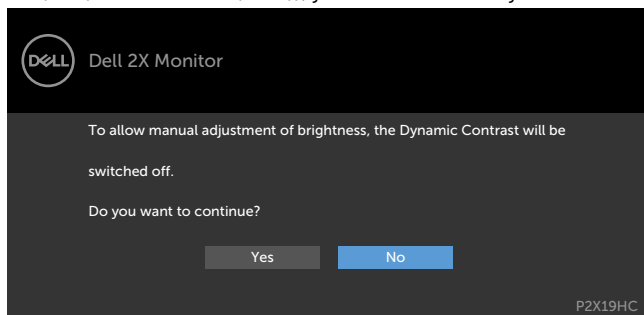 DELL
Dell 2X Monitor
To allow manual adjustment of brightness, the Dynamic Contrast will be
switched off.
Do you want to continue?
Yes No
P2X19HC